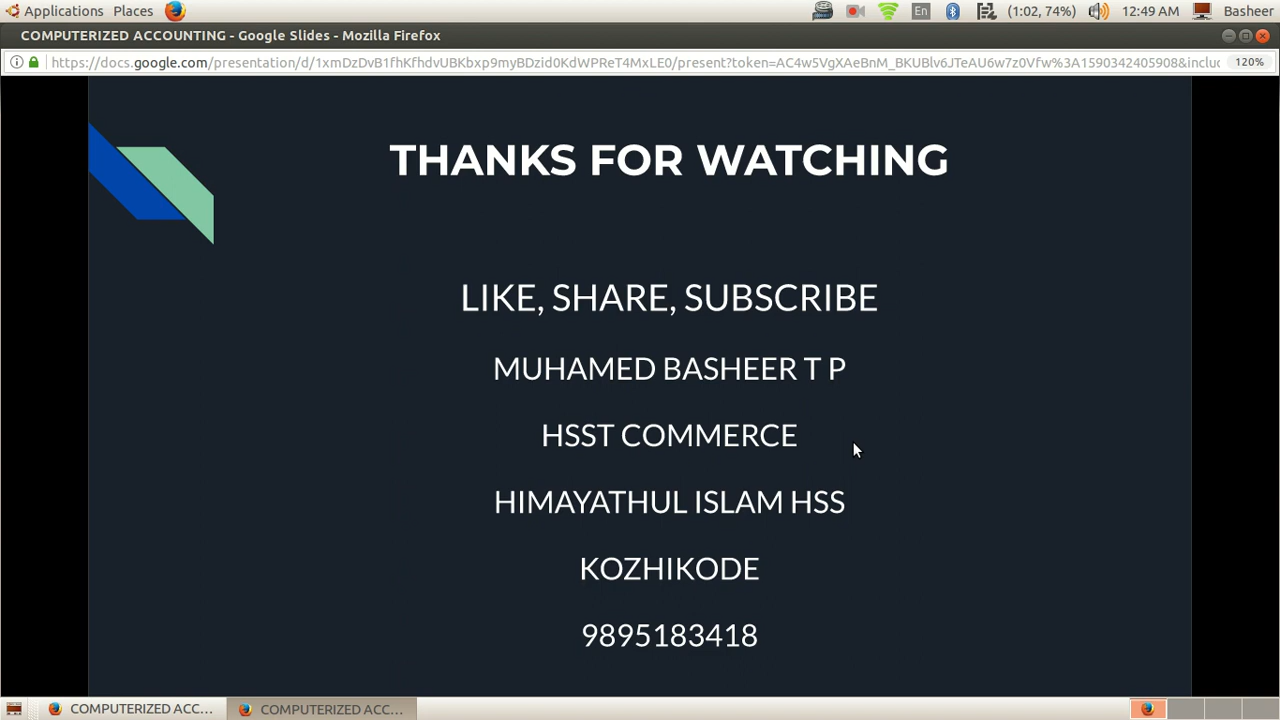 Applications Places En (1:02, 74%) 12:49 AM Basheer
COMPUTERIZED ACCOUNTING - Google Slides - Mozilla Firefox
https://docs.google.com/presentation/d/1xmDzDvB1fhKfhdvUBKbxp9myBDzid0KdWPReT4MxLE0/present?token=AC4w5VgXAeBnM_BKUBlv6JTeAU6w7z0Vfw%3A1590342405908&inclu 120%
THANKS FOR WATCHING
LIKE, SHARE, SUBSCRIBE
MUHAMED BASHEER T P
HSST COMMERCE
HIMAYATHUL ISLAM HSS
KOZHIKODE
9895183418
COMPUTERIZED ACC... COMPUTERIZED ACC...